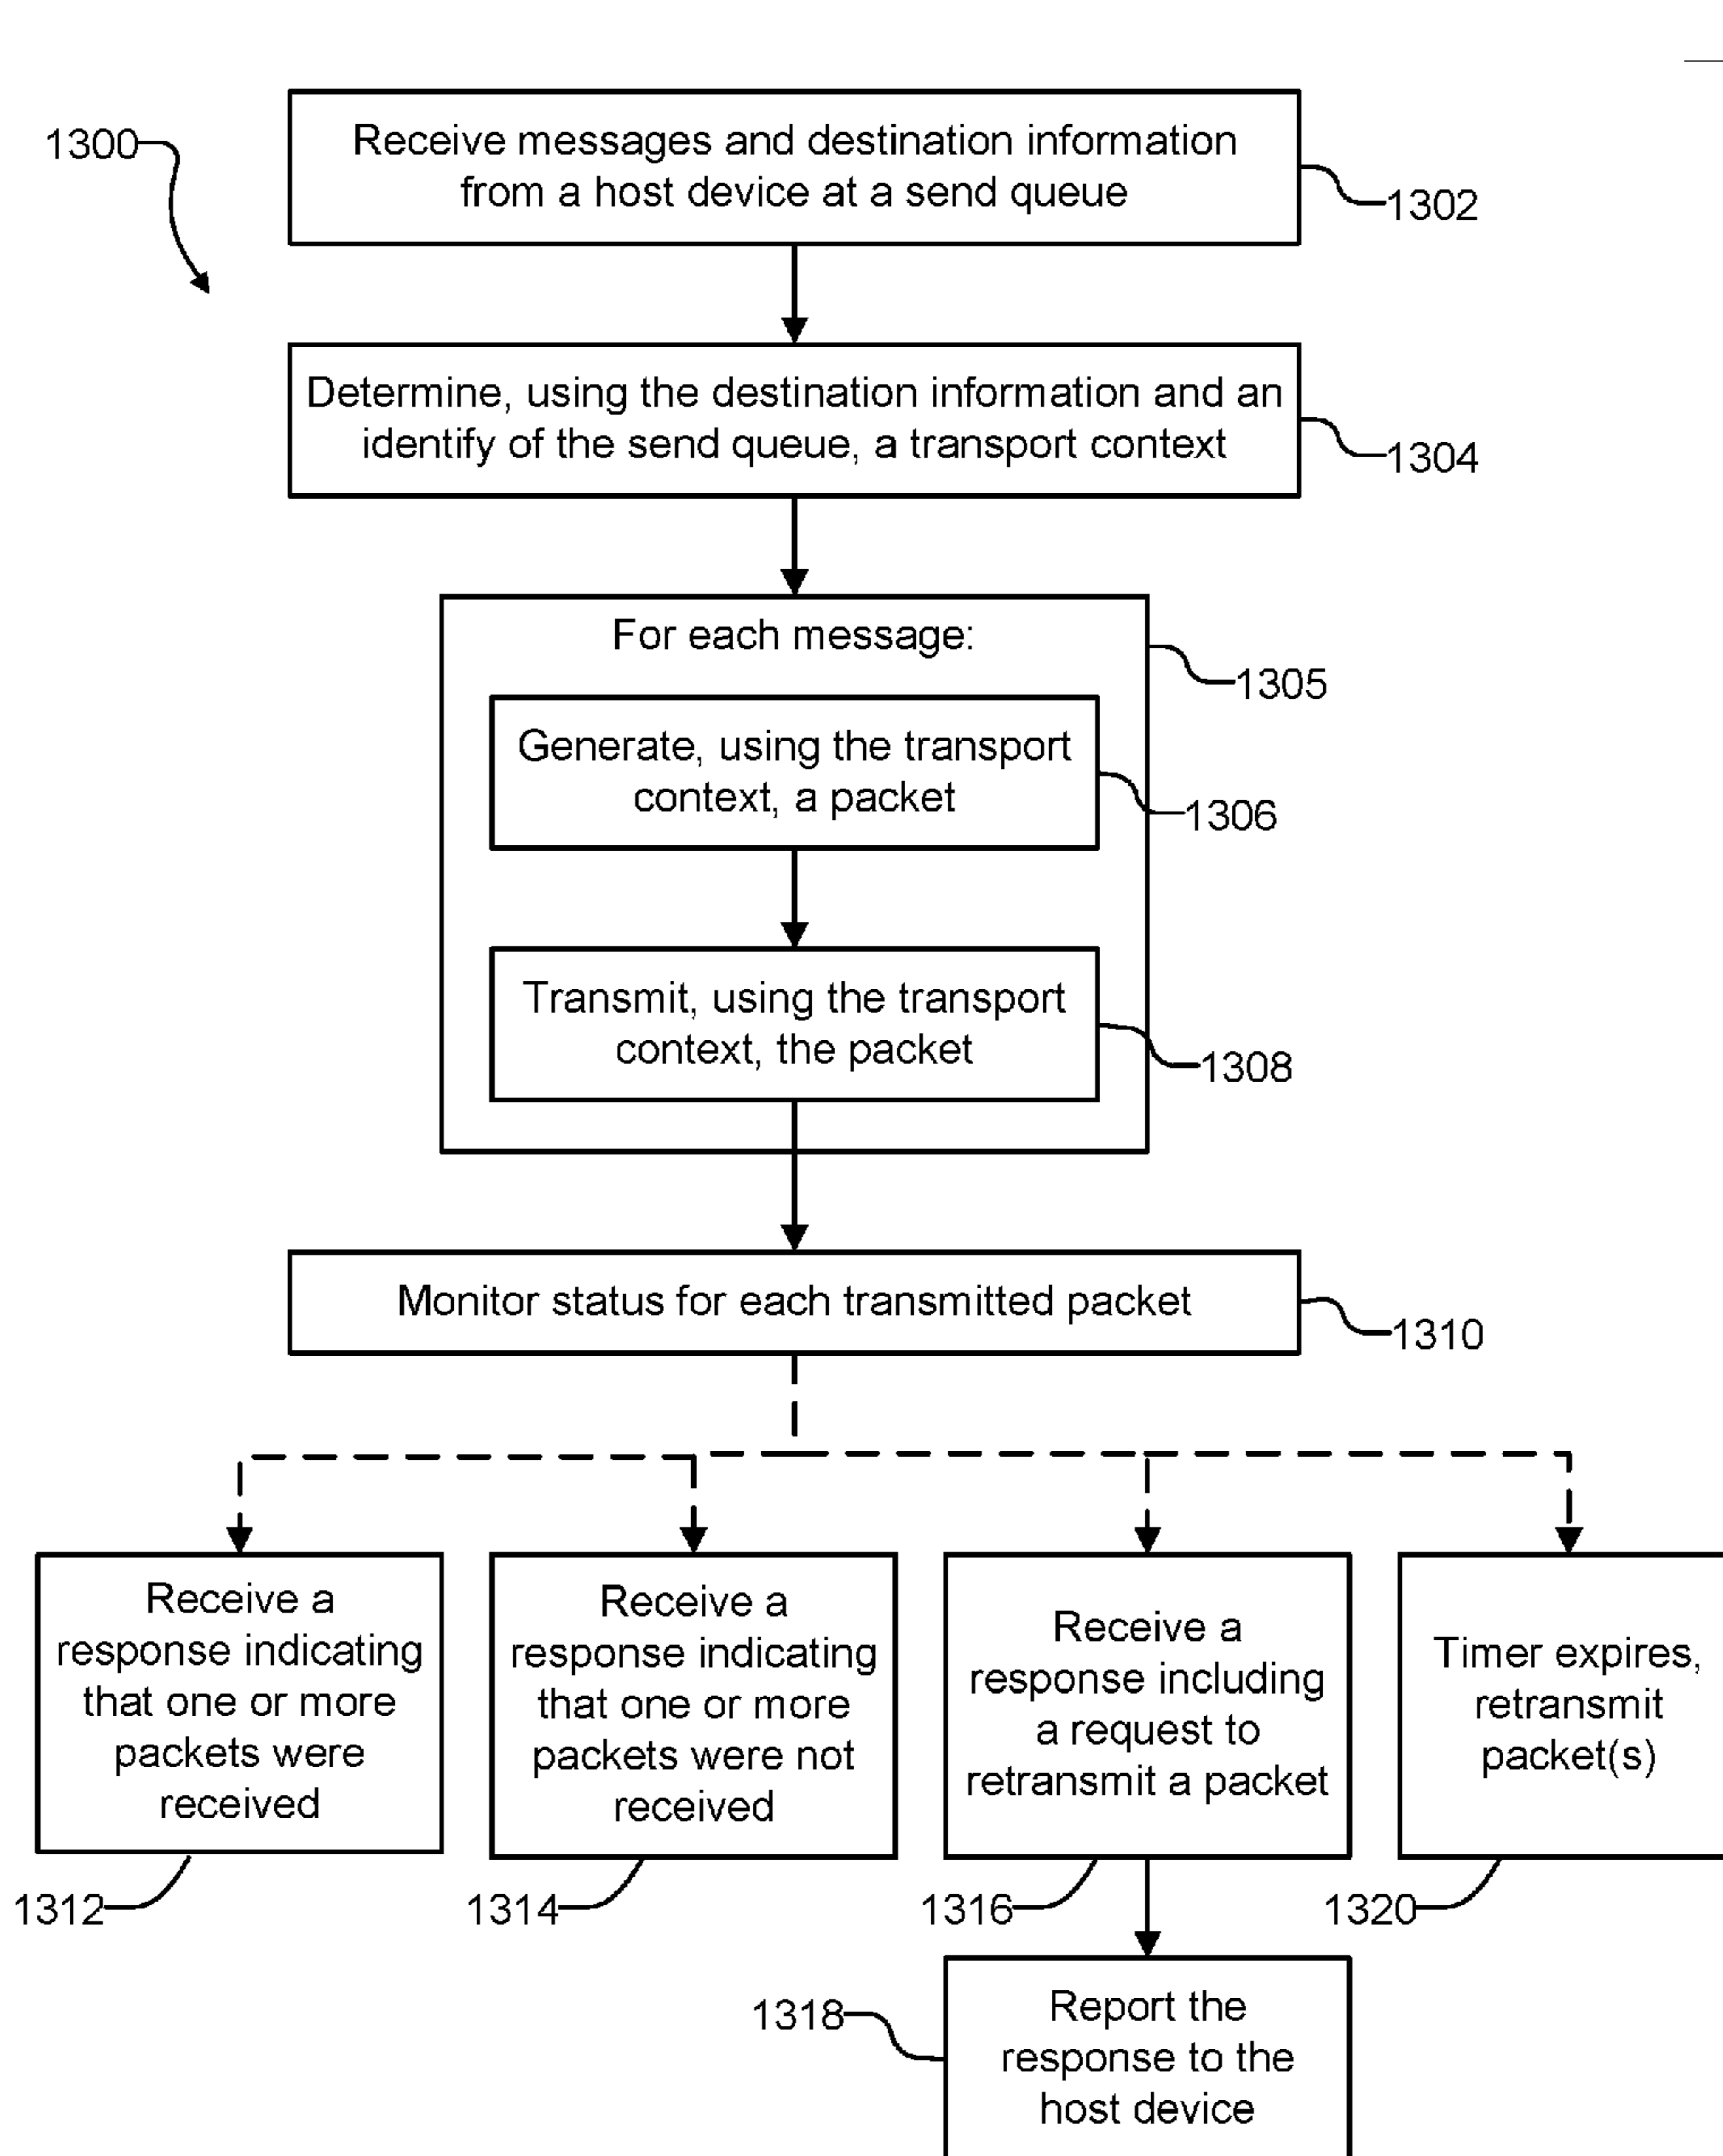 1300
Receive messages and destination information
from a host device at a send queue
1302
Determine, using the destination information and an
identify of the send queue, a transport context
1304
For each message:
1305
Generate, using the transport
context, a packet
1306
Transmit, using the transport
context, the packet
1308
Monitor status for each transmitted packet
1310
Receive a
response indicating
that one or more
packets were
received
1312
Receive a
response indicating
that one or more
packets were not
received
1314
Receive a
response including
a request to
retransmit a packet
1316
Timer expires,
retransmit
packet(s)
1320
1318
Report the
response to the
host device